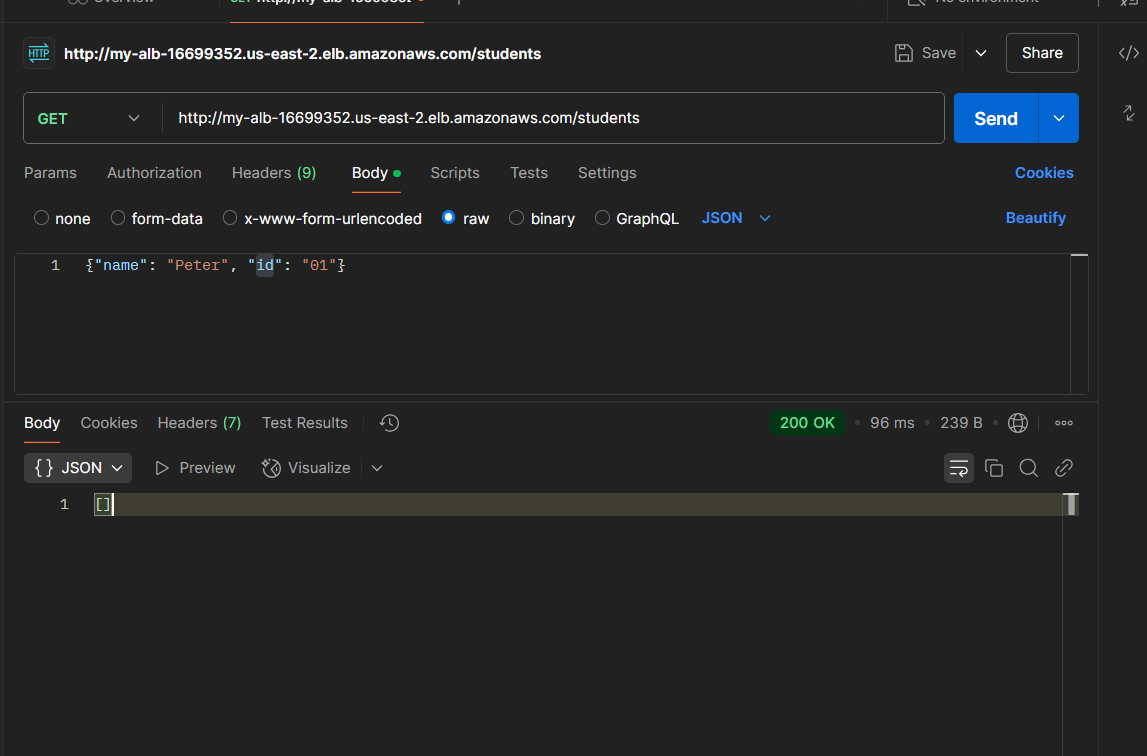 Overview GET http://my-alb-16699352 No environment
HTTP http://my-alb-16699352.us-east-2.elb.amazonaws.com/students Save Share
GET http://my-alb-16699352.us-east-2.elb.amazonaws.com/students Send
Params Authorization Headers (9) Body Scripts Tests Settings Cookies
none form-data x-www-form-urlencoded raw binary GraphQL JSON Beautify
1 {"name": "Peter", "id": "01"}
Body Cookies Headers (7) Test Results 200 OK • 96 ms • 239 B •
{} JSON Preview Visualize
1 []